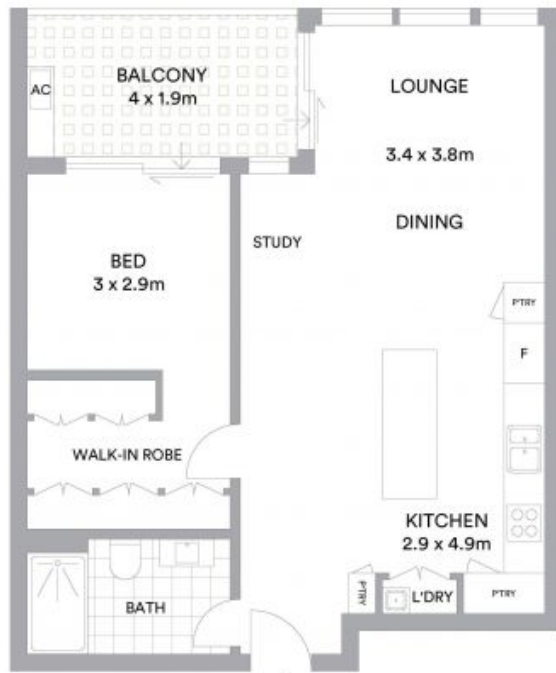 BALCONY
4 x 1.9m
AC
LOUNGE
3.4 x 3.8m
DINING
STUDY
BED
3 x 2.9m
PTRY
F
WALK-IN ROBE
KITCHEN
2.9 x 4.9m
BATH
PTRY
L'DRY
PTRY